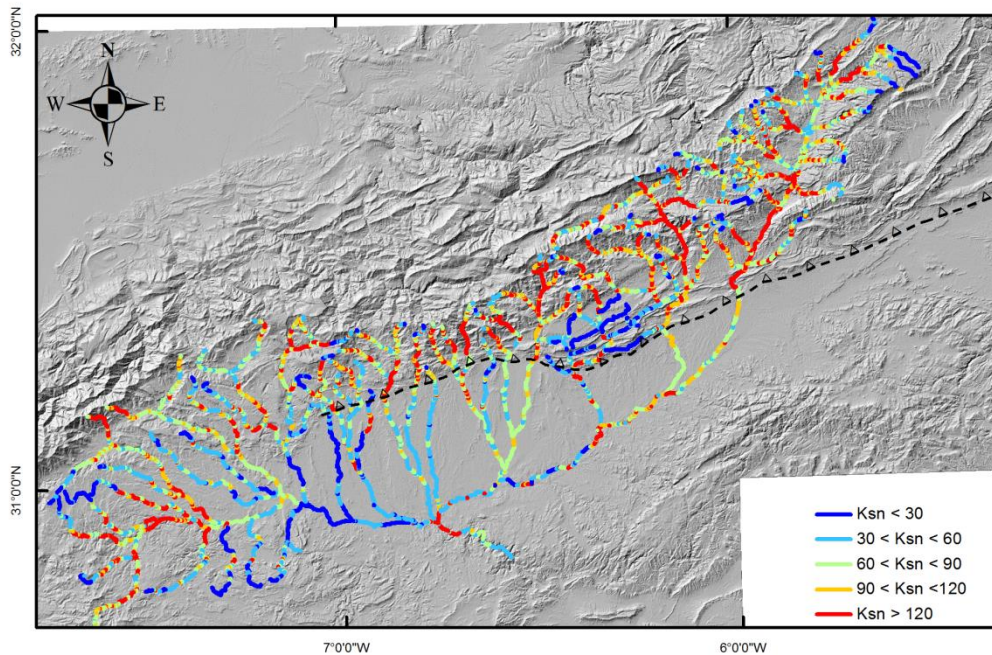 32°0'0"N
N
W
E
S
31°0'0"N
Ksn < 30
30 < Ksn < 60
60 < Ksn < 90
90 < Ksn <120
Ksn > 120
7°0'0"W
6°0'0"W